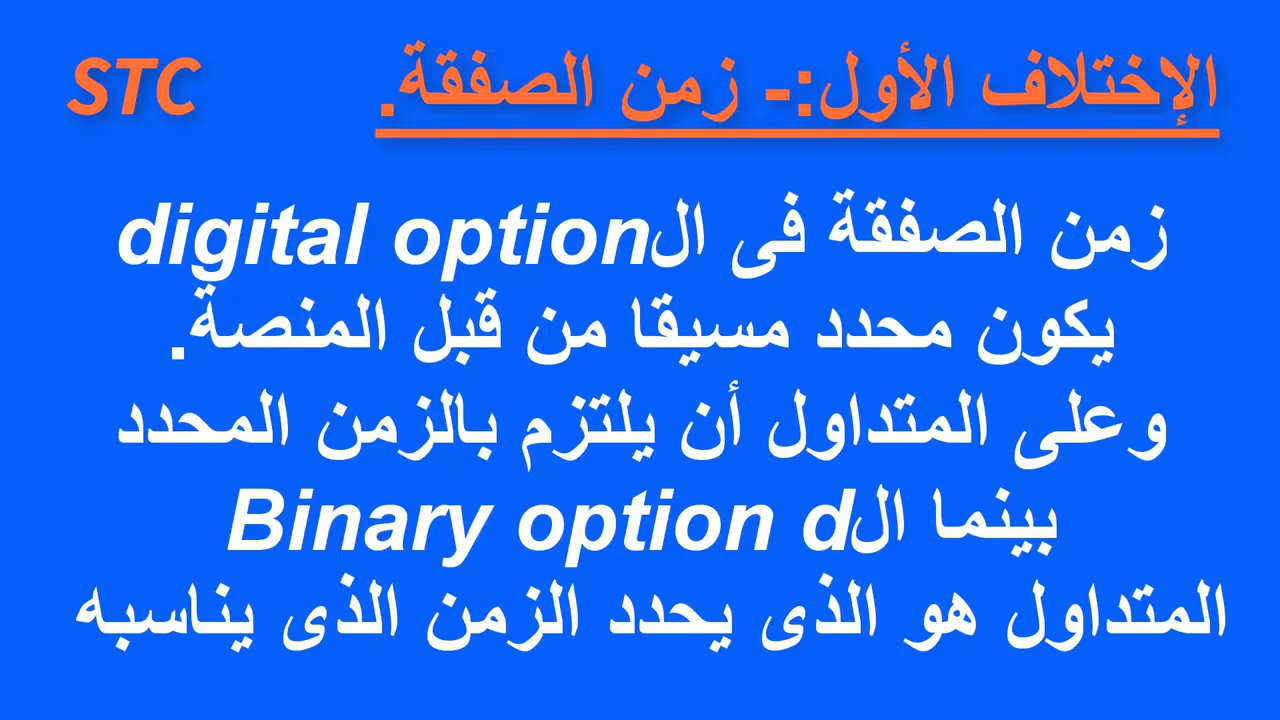 الإختلاف الأول:- زمن الصفقة.
STC
زمن الصفقة فى الdigital option
يكون محدد مسيقا من قبل المنصة.
وعلى المتداول أن يلتزم بالزمن المحدد
بينما الBinary option d
المتداول هو الذى يحدد الزمن الذى يناسبه